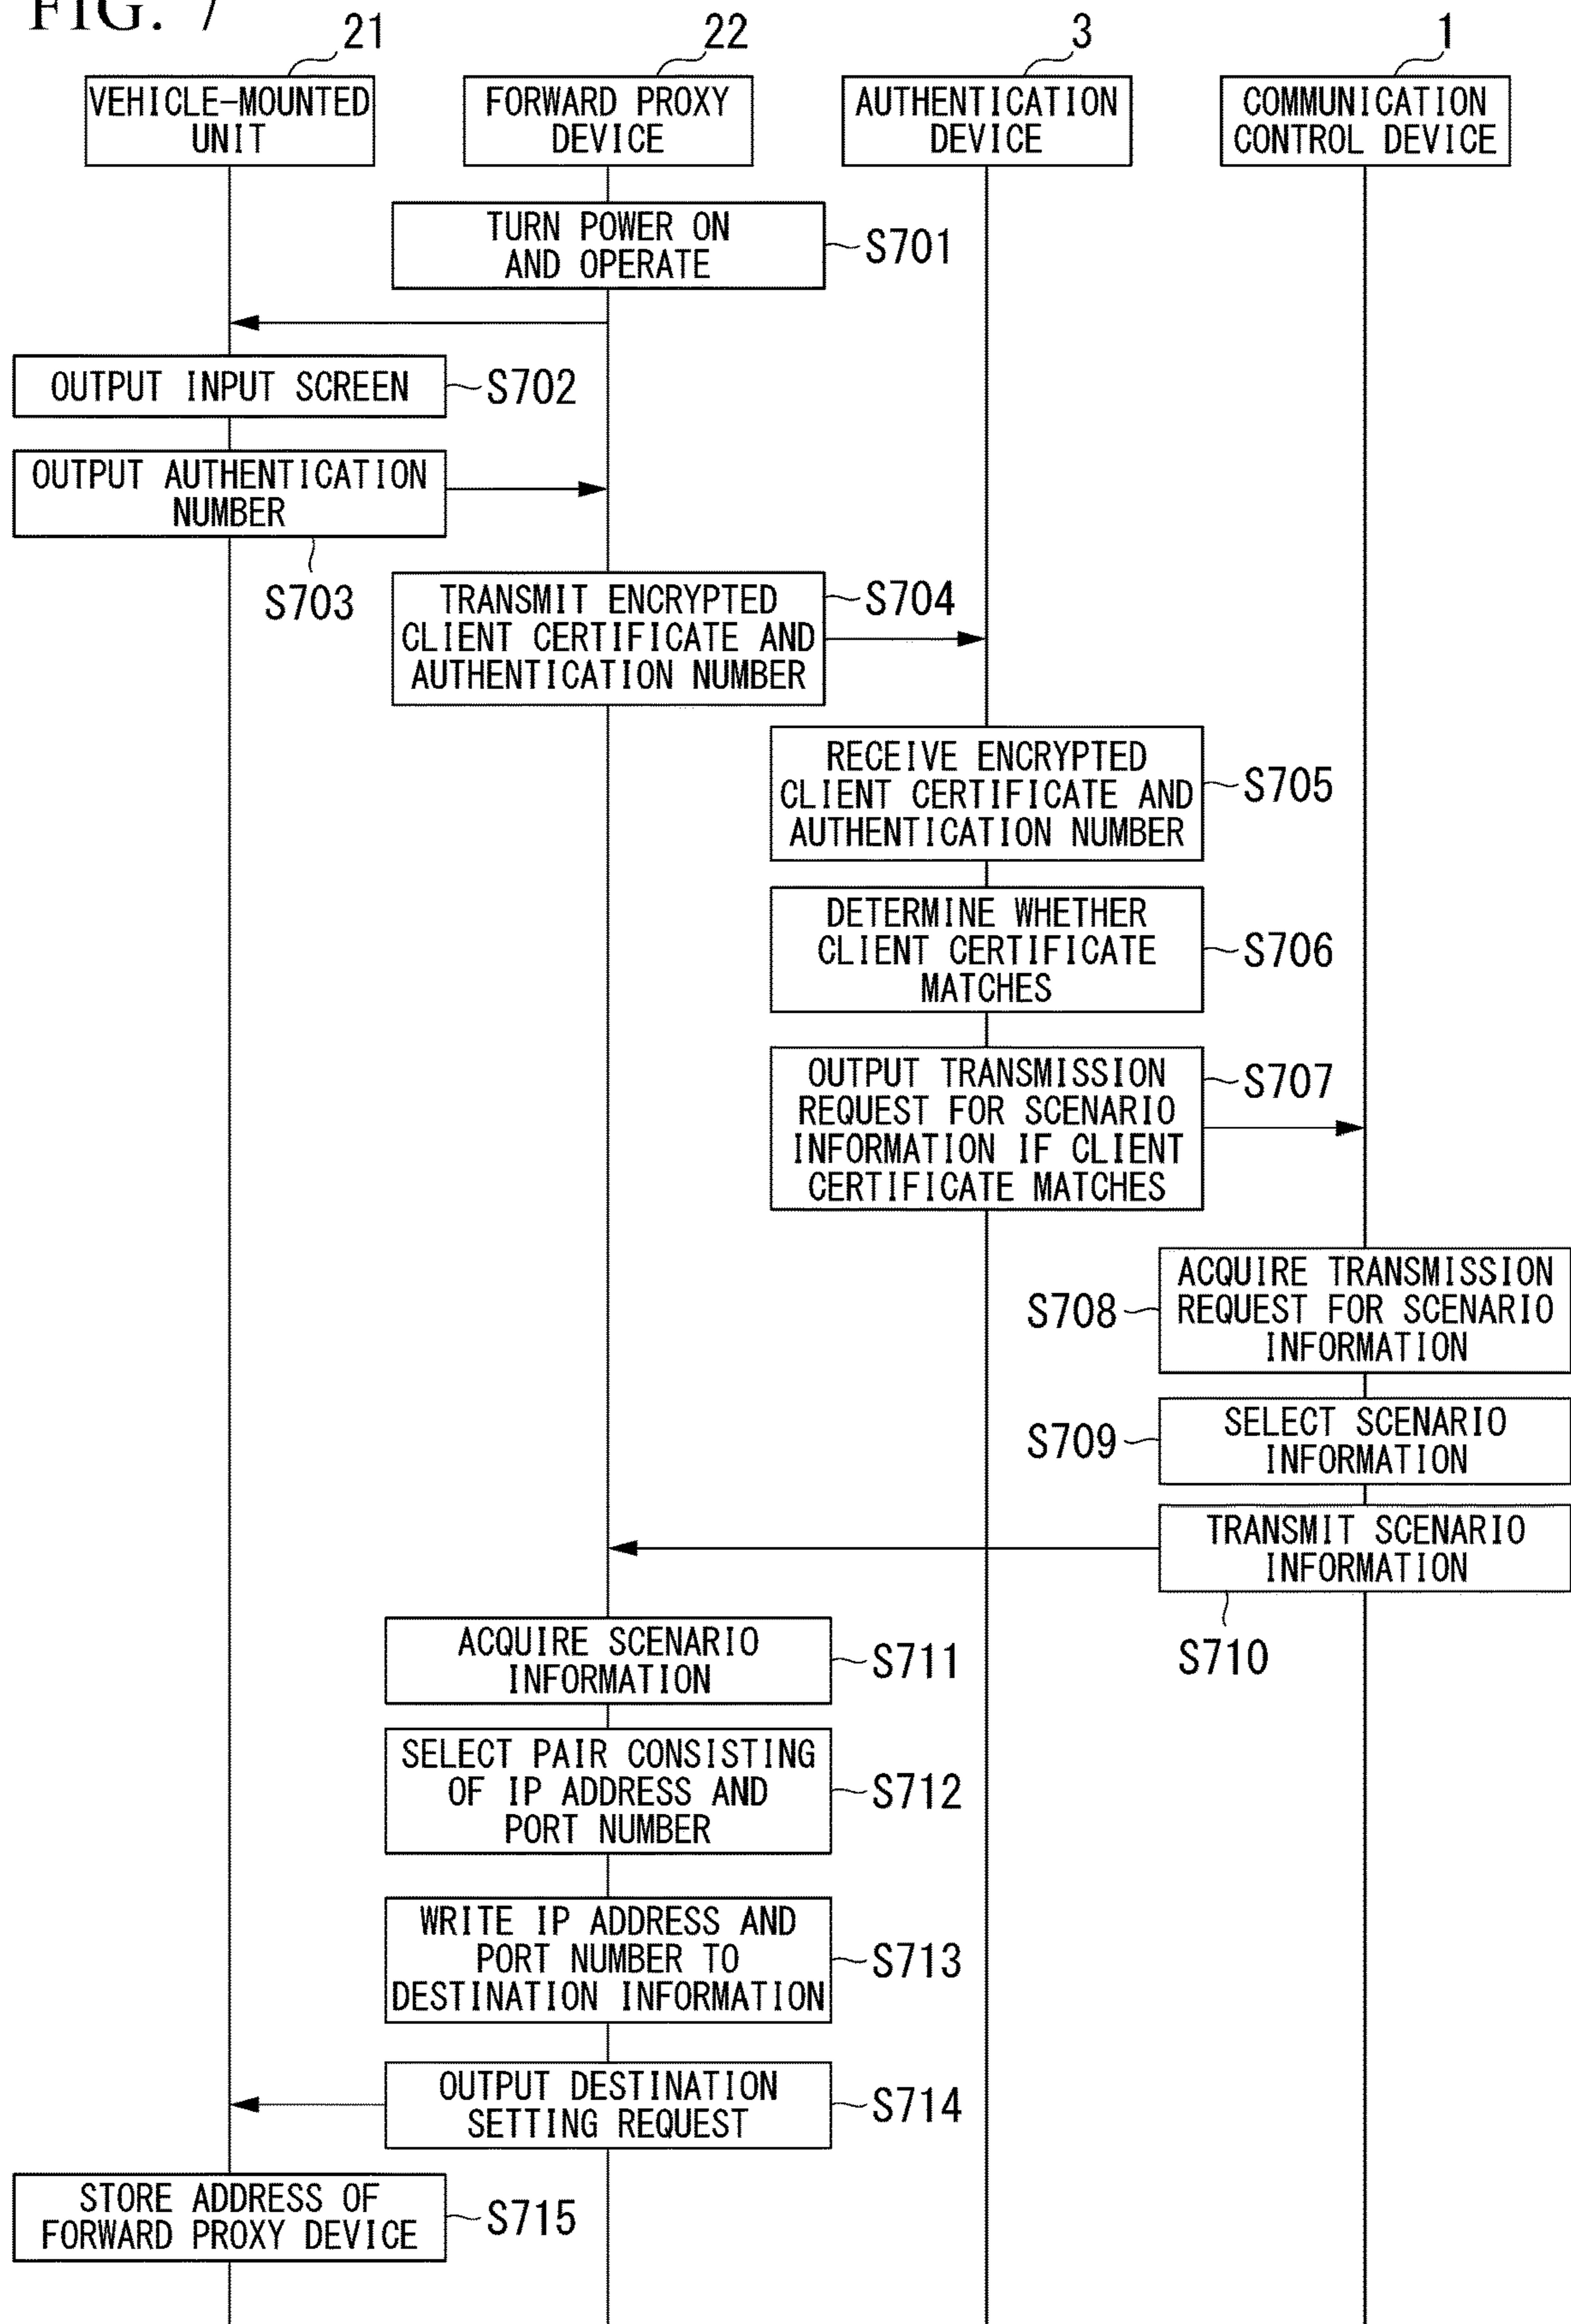 FIG. 7
21
22
3
1
VEHICLE-MOUNTED
UNIT
FORWARD PROXY
DEVICE
AUTHENTICATION
DEVICE
COMMUNICATION
CONTROL DEVICE
TURN POWER ON
AND OPERATE
S701
OUTPUT INPUT SCREEN
S702
OUTPUT AUTHENTICATION
NUMBER
S703
TRANSMIT ENCRYPTED
CLIENT CERTIFICATE AND
AUTHENTICATION NUMBER
S704
RECEIVE ENCRYPTED
CLIENT CERTIFICATE AND
AUTHENTICATION NUMBER
S705
DETERMINE WHETHER
CLIENT CERTIFICATE
MATCHES
S706
OUTPUT TRANSMISSION
REQUEST FOR SCENARIO
INFORMATION IF CLIENT
CERTIFICATE MATCHES
S707
ACQUIRE TRANSMISSION
REQUEST FOR SCENARIO
INFORMATION
S708
SELECT SCENARIO
INFORMATION
S709
TRANSMIT SCENARIO
INFORMATION
S710
ACQUIRE SCENARIO
INFORMATION
S711
SELECT PAIR CONSISTING
OF IP ADDRESS AND
PORT NUMBER
S712
WRITE IP ADDRESS AND
PORT NUMBER TO
DESTINATION INFORMATION
S713
OUTPUT DESTINATION
SETTING REQUEST
S714
STORE ADDRESS OF
FORWARD PROXY DEVICE
S715